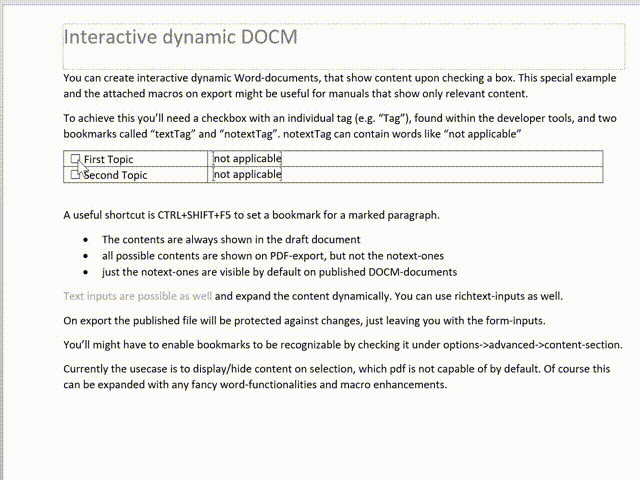 Interactive dynamic DOCM
You can create interactive dynamic Word-documents, that show content upon checking a box. This special example
and the attached macros on export might be useful for manuals that show only relevant content.
To achieve this you’ll need a checkbox with an individual tag (e.g. “Tag”), found within the developer tools, and two
bookmarks called “textTag” and “notextTag”. notextTag can contain words like “not applicable”
☐ First Topic not applicable
☐ Second Topic not applicable
A useful shortcut is CTRL+SHIFT+F5 to set a bookmark for a marked paragraph.
• The contents are always shown in the draft document
• all possible contents are shown on PDF-export, but not the notext-ones
• just the notext-ones are visible by default on published DOCM-documents
Text inputs are possible as well and expand the content dynamically. You can use richtext-inputs as well.
On export the published file will be protected against changes, just leaving you with the form-inputs.
You’ll might have to enable bookmarks to be recognizable by checking it under options->advanced->content-section.
Currently the usecase is to display/hide content on selection, which pdf is not capable of by default. Of course this
can be expanded with any fancy word-functionalities and macro enhancements.